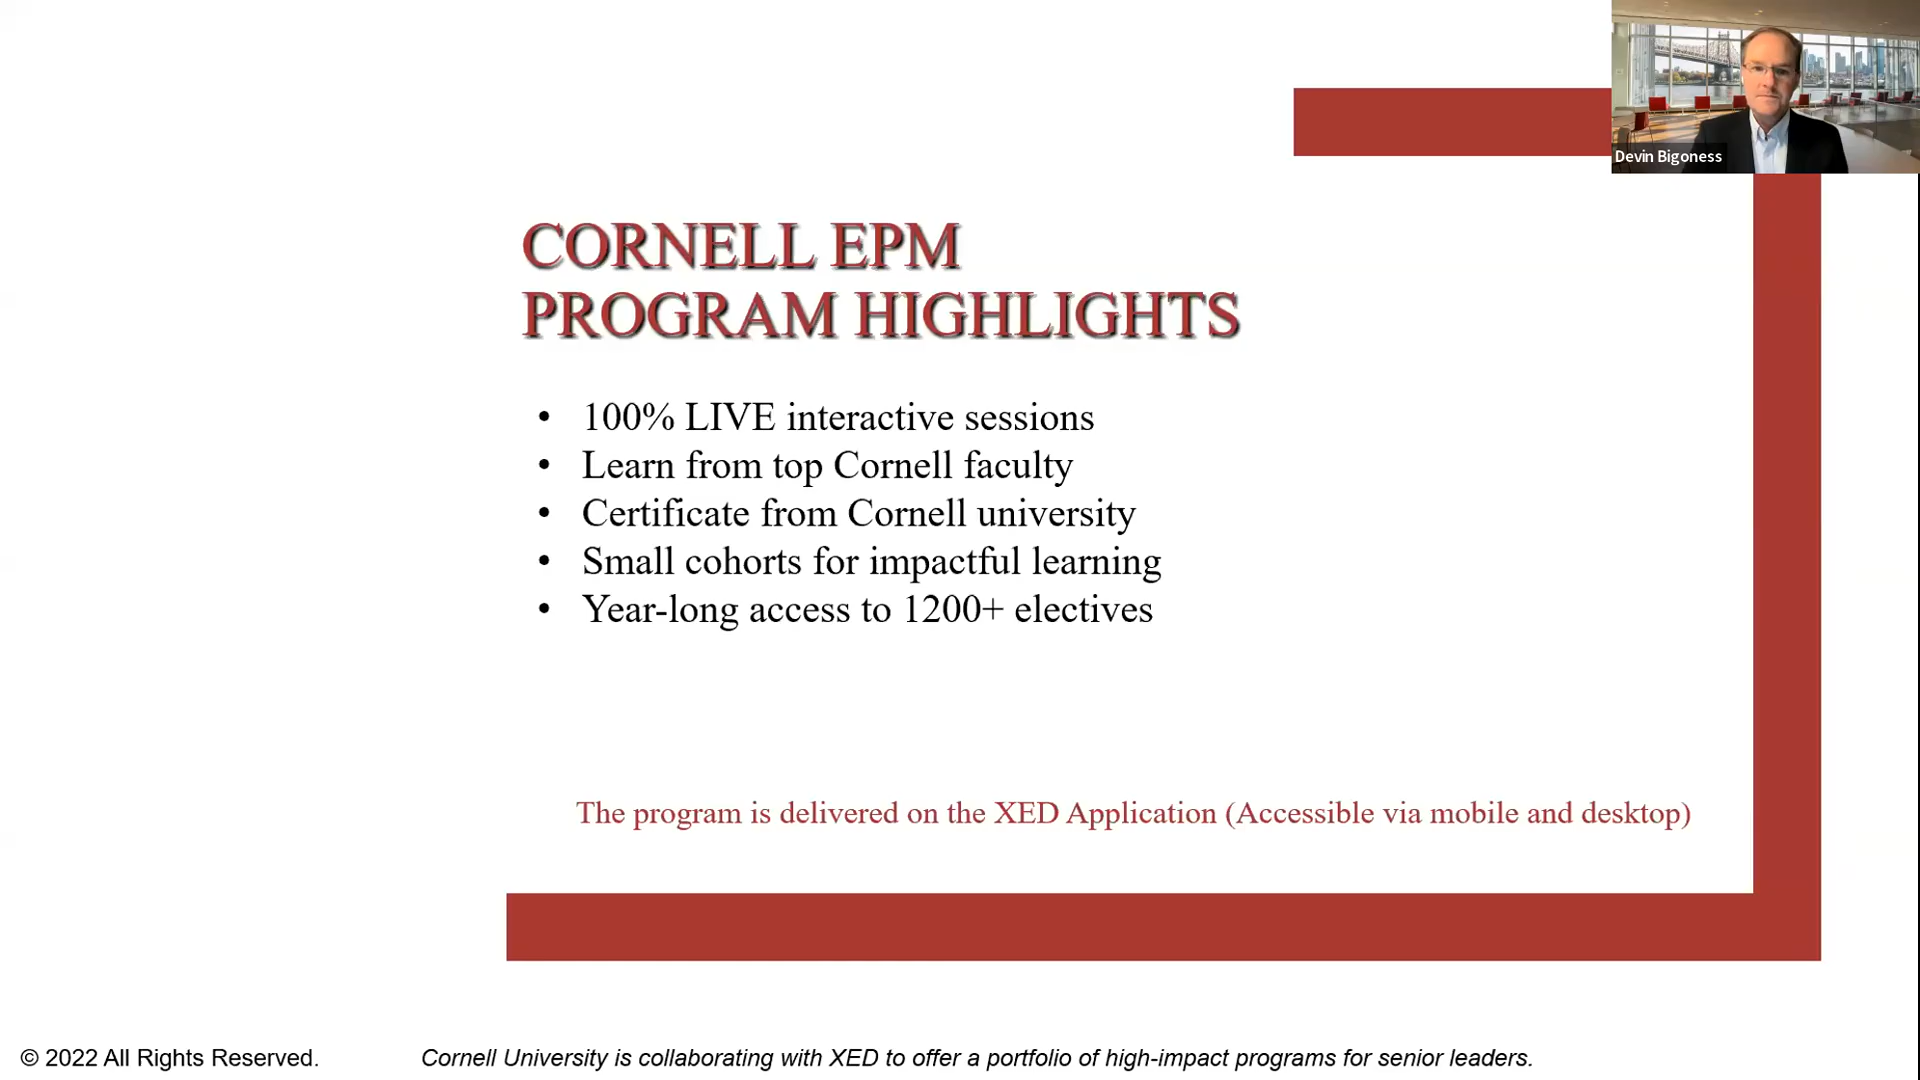 Devin Bigoness
CORNELL EPM
PROGRAM HIGHLIGHTS
• 100% LIVE interactive sessions
• Learn from top Cornell faculty
• Certificate from Cornell university
• Small cohorts for impactful learning
• Year-long access to 1200+ electives
The program is delivered on the XED Application (Accessible via mobile and desktop)
© 2022 All Rights Reserved.
Cornell University is collaborating with XED to offer a portfolio of high-impact programs for senior leaders.